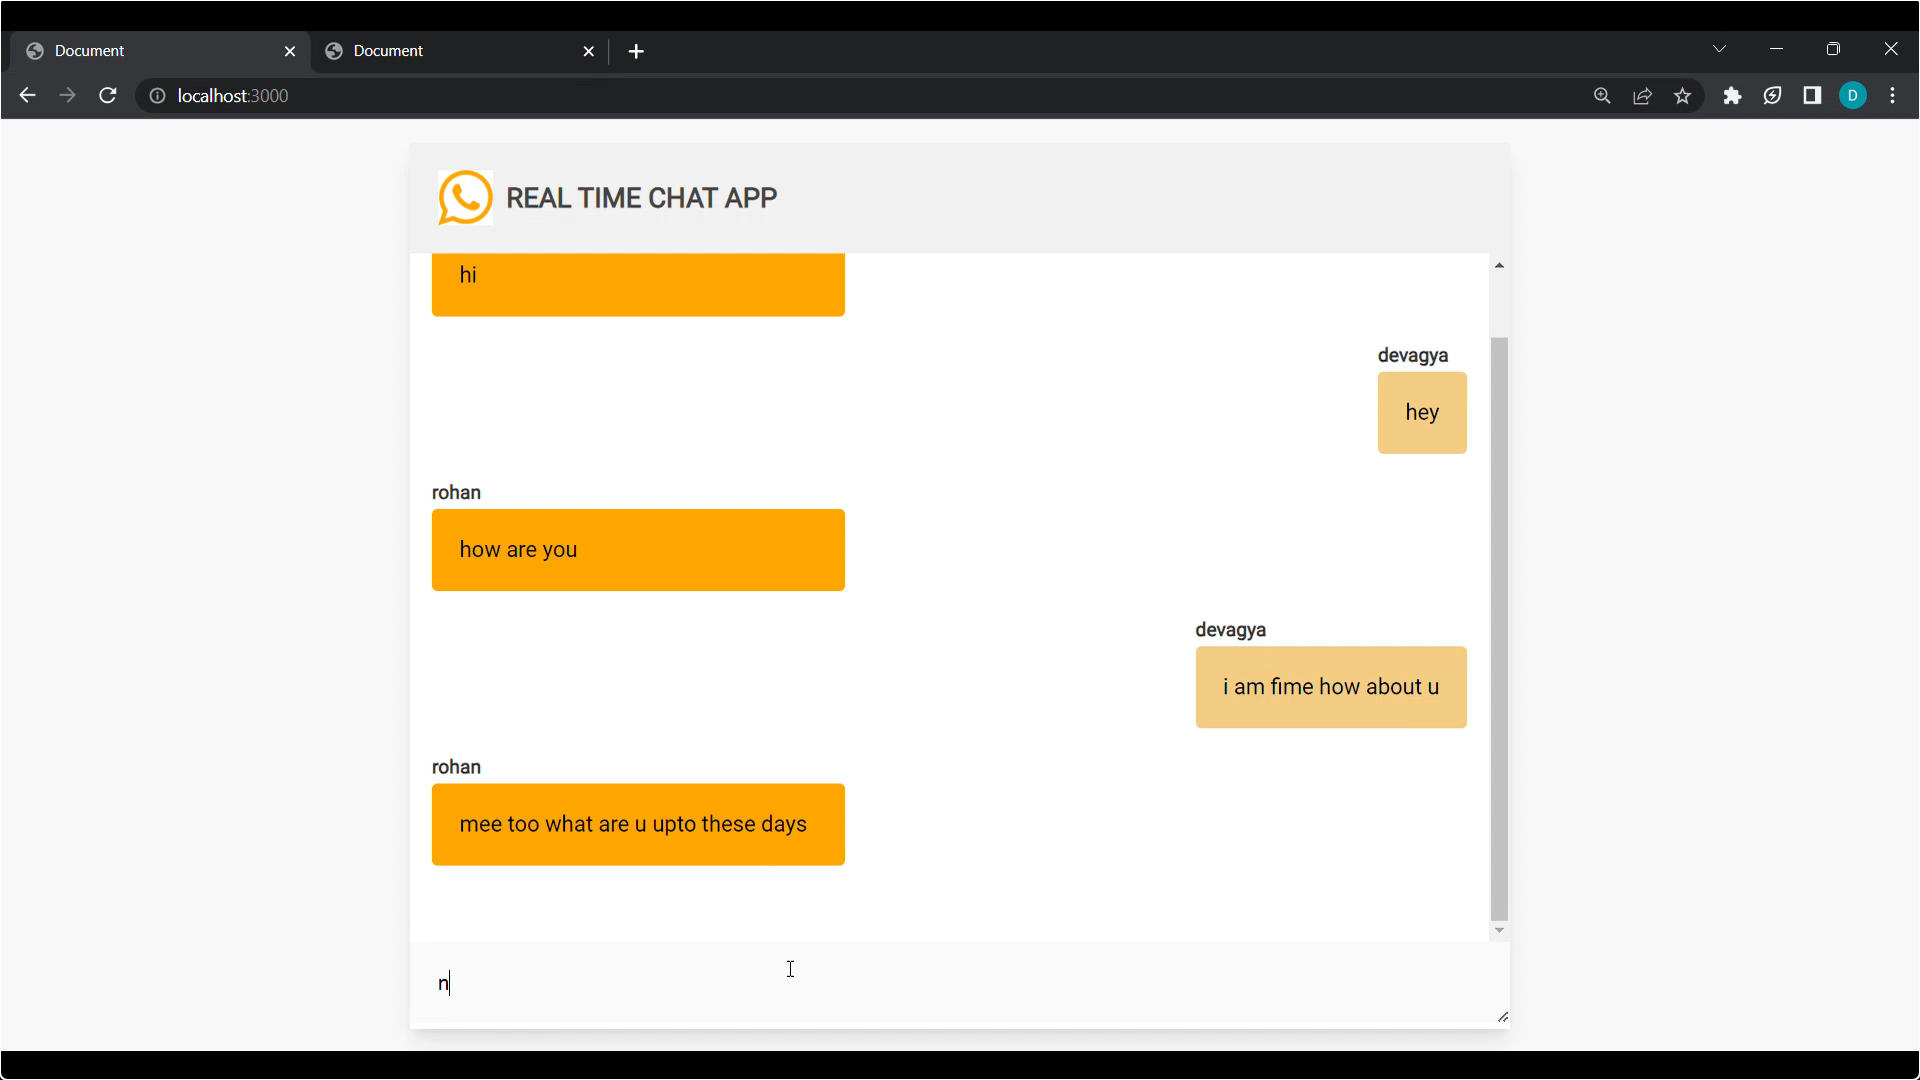 Document
Document
localhost:3000
D
REAL TIME CHAT APP
hi
devagya
hey
rohan
how are you
devagya
i am fime how about u
rohan
mee too what are u upto these days
n